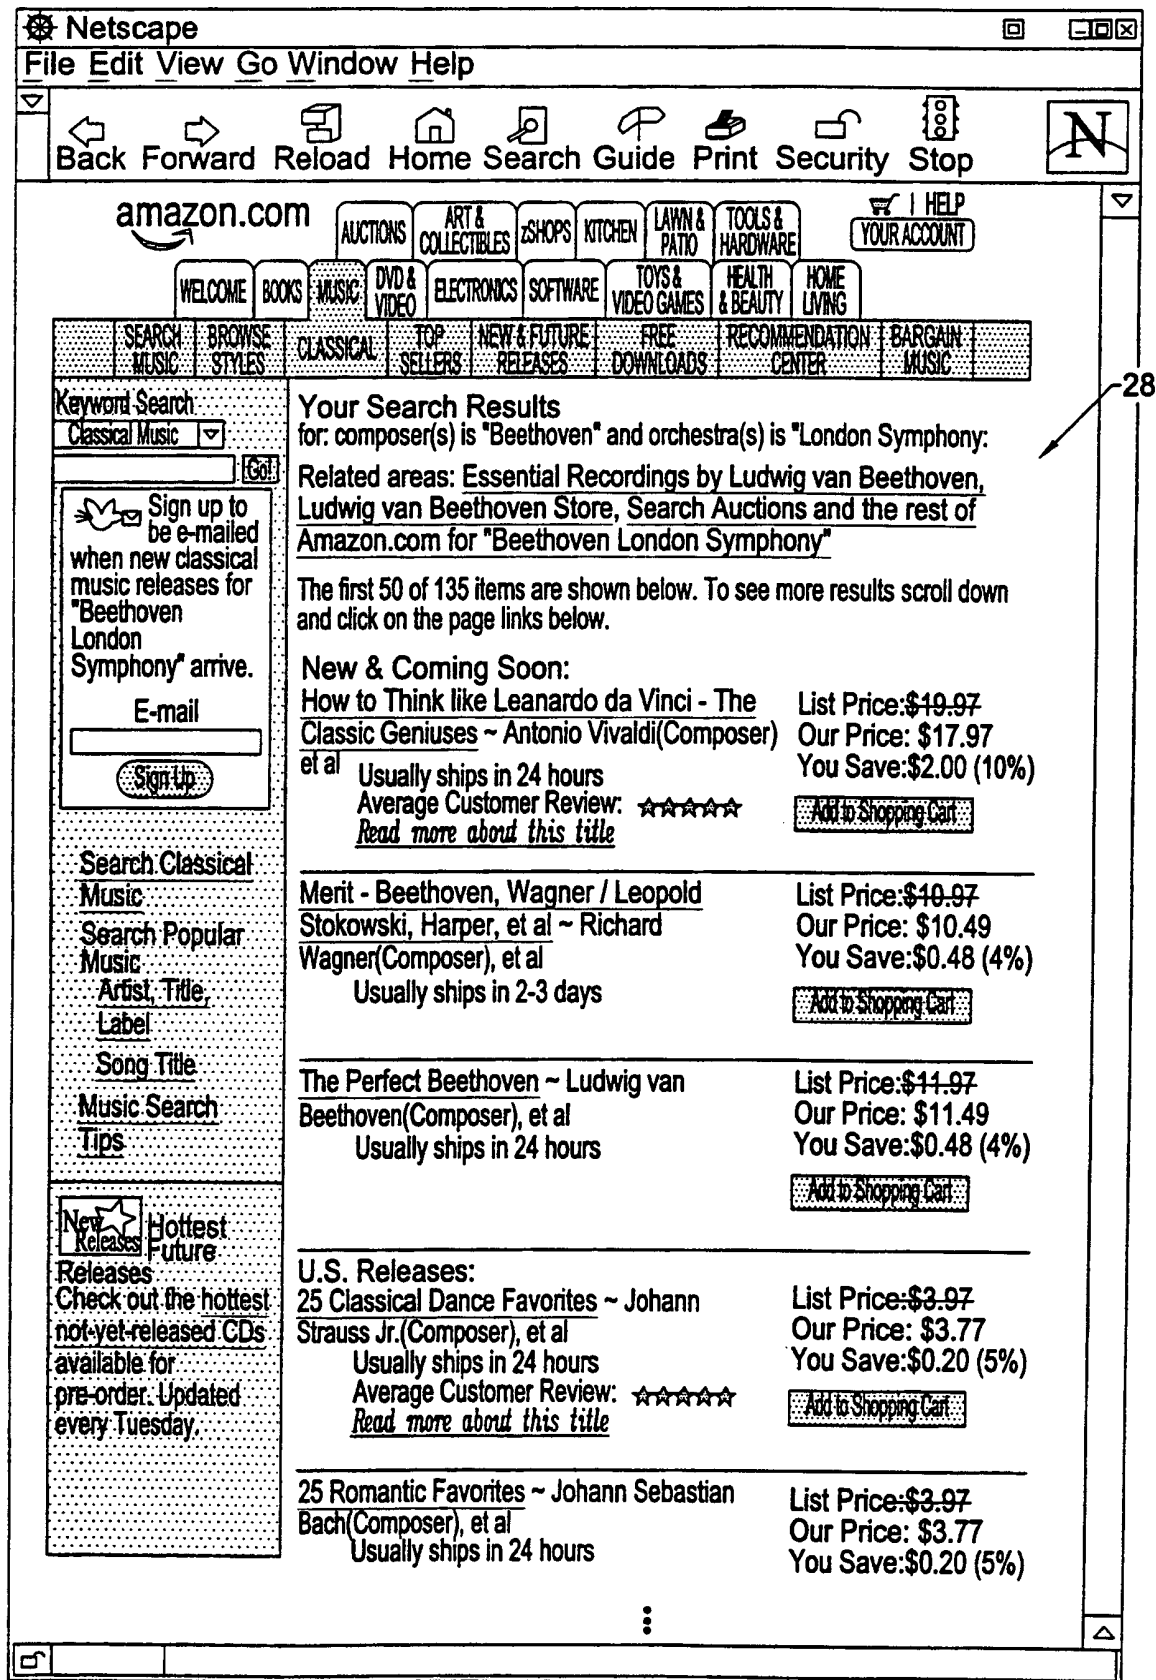 Netscape
File Edit View Go Window Help
Back Forward Reload Home Search Guide Print Security Stop
N
amazon.com
AUCTIONS
ART & COLLECTIBLES
zSHOPS
KITCHEN
LAWN & PATIO
TOOLS & HARDWARE
| HELP
YOUR ACCOUNT
WELCOME
BOOKS
MUSIC
DVD & VIDEO
ELECTRONICS
SOFTWARE
TOYS & VIDEO GAMES
HEALTH & BEAUTY
HOME LIVING
SEARCH MUSIC
BROWSE STYLES
CLASSICAL
TOP SELLERS
NEW & FUTURE RELEASES
FREE DOWNLOADS
RECOMMENDATION CENTER
BARGAIN MUSIC
28
Keyword Search
Classical Music
Go!
Sign up to
be e-mailed
when new classical
music releases for
"Beethoven
London
Symphony" arrive.
E-mail
Sign Up
Search Classical
Music
Search Popular
Music
Artist, Title,
Label
Song Title
Music Search
Tips
New Releases
Hottest
Future
Releases
Check out the hottest
not-yet-released CDs
available for
pre-order. Updated
every Tuesday.
Your Search Results
for: composer(s) is "Beethoven" and orchestra(s) is "London Symphony:
Related areas: Essential Recordings by Ludwig van Beethoven,
Ludwig van Beethoven Store, Search Auctions and the rest of
Amazon.com for "Beethoven London Symphony"
The first 50 of 135 items are shown below. To see more results scroll down
and click on the page links below.
New & Coming Soon:
How to Think like Leanardo da Vinci - The
Classic Geniuses ~ Antonio Vivaldi(Composer)
et al
Usually ships in 24 hours
Average Customer Review: ☆☆☆☆☆
Read more about this title
List Price:$19.97
Our Price: $17.97
You Save:$2.00 (10%)
Add to Shopping Cart
Merit - Beethoven, Wagner / Leopold
Stokowski, Harper, et al ~ Richard
Wagner(Composer), et al
Usually ships in 2-3 days
List Price:$10.97
Our Price: $10.49
You Save:$0.48 (4%)
Add to Shopping Cart
The Perfect Beethoven ~ Ludwig van
Beethoven(Composer), et al
Usually ships in 24 hours
List Price:$11.97
Our Price: $11.49
You Save:$0.48 (4%)
Add to Shopping Cart
U.S. Releases:
25 Classical Dance Favorites ~ Johann
Strauss Jr.(Composer), et al
Usually ships in 24 hours
Average Customer Review: ☆☆☆☆☆
Read more about this title
List Price:$3.97
Our Price: $3.77
You Save:$0.20 (5%)
Add to Shopping Cart
25 Romantic Favorites ~ Johann Sebastian
Bach(Composer), et al
Usually ships in 24 hours
List Price:$3.97
Our Price: $3.77
You Save:$0.20 (5%)